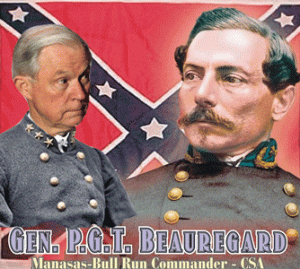 GEN. P.G.T. BEAUREGARD
Manasas-Bull Run Commander - CSA